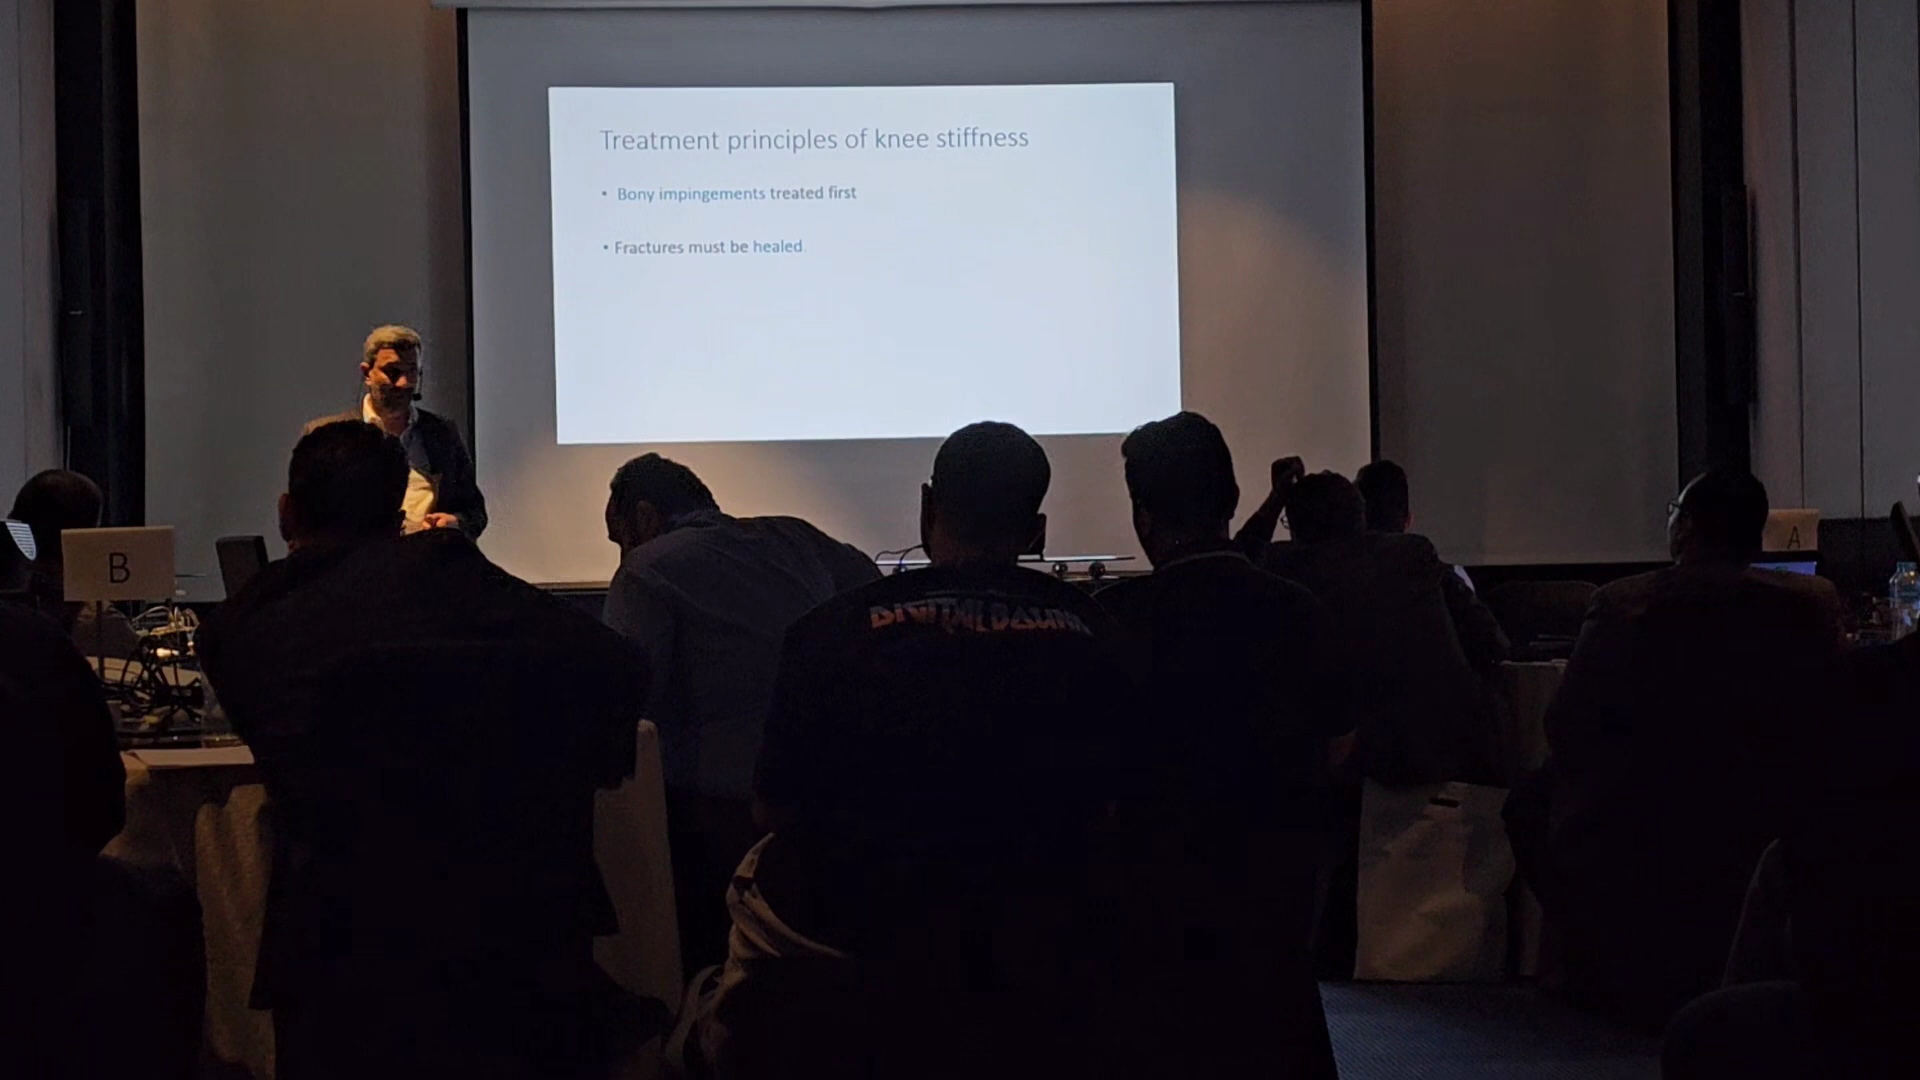 Treatment principles of knee stiffness
• Bony impingements treated first
• Fractures must be healed.
B
A